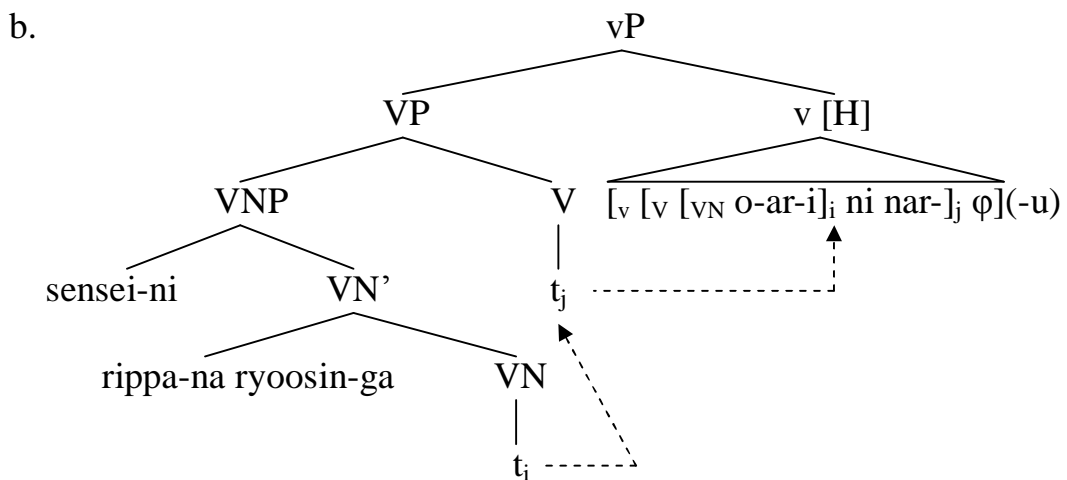 b.
vP
VP v [H]
VNP V [v [V [VN o-ar-i]i ni nar-]j φ](-u)
sensei-ni VN’ tj
rippa-na ryoosin-ga VN
ti